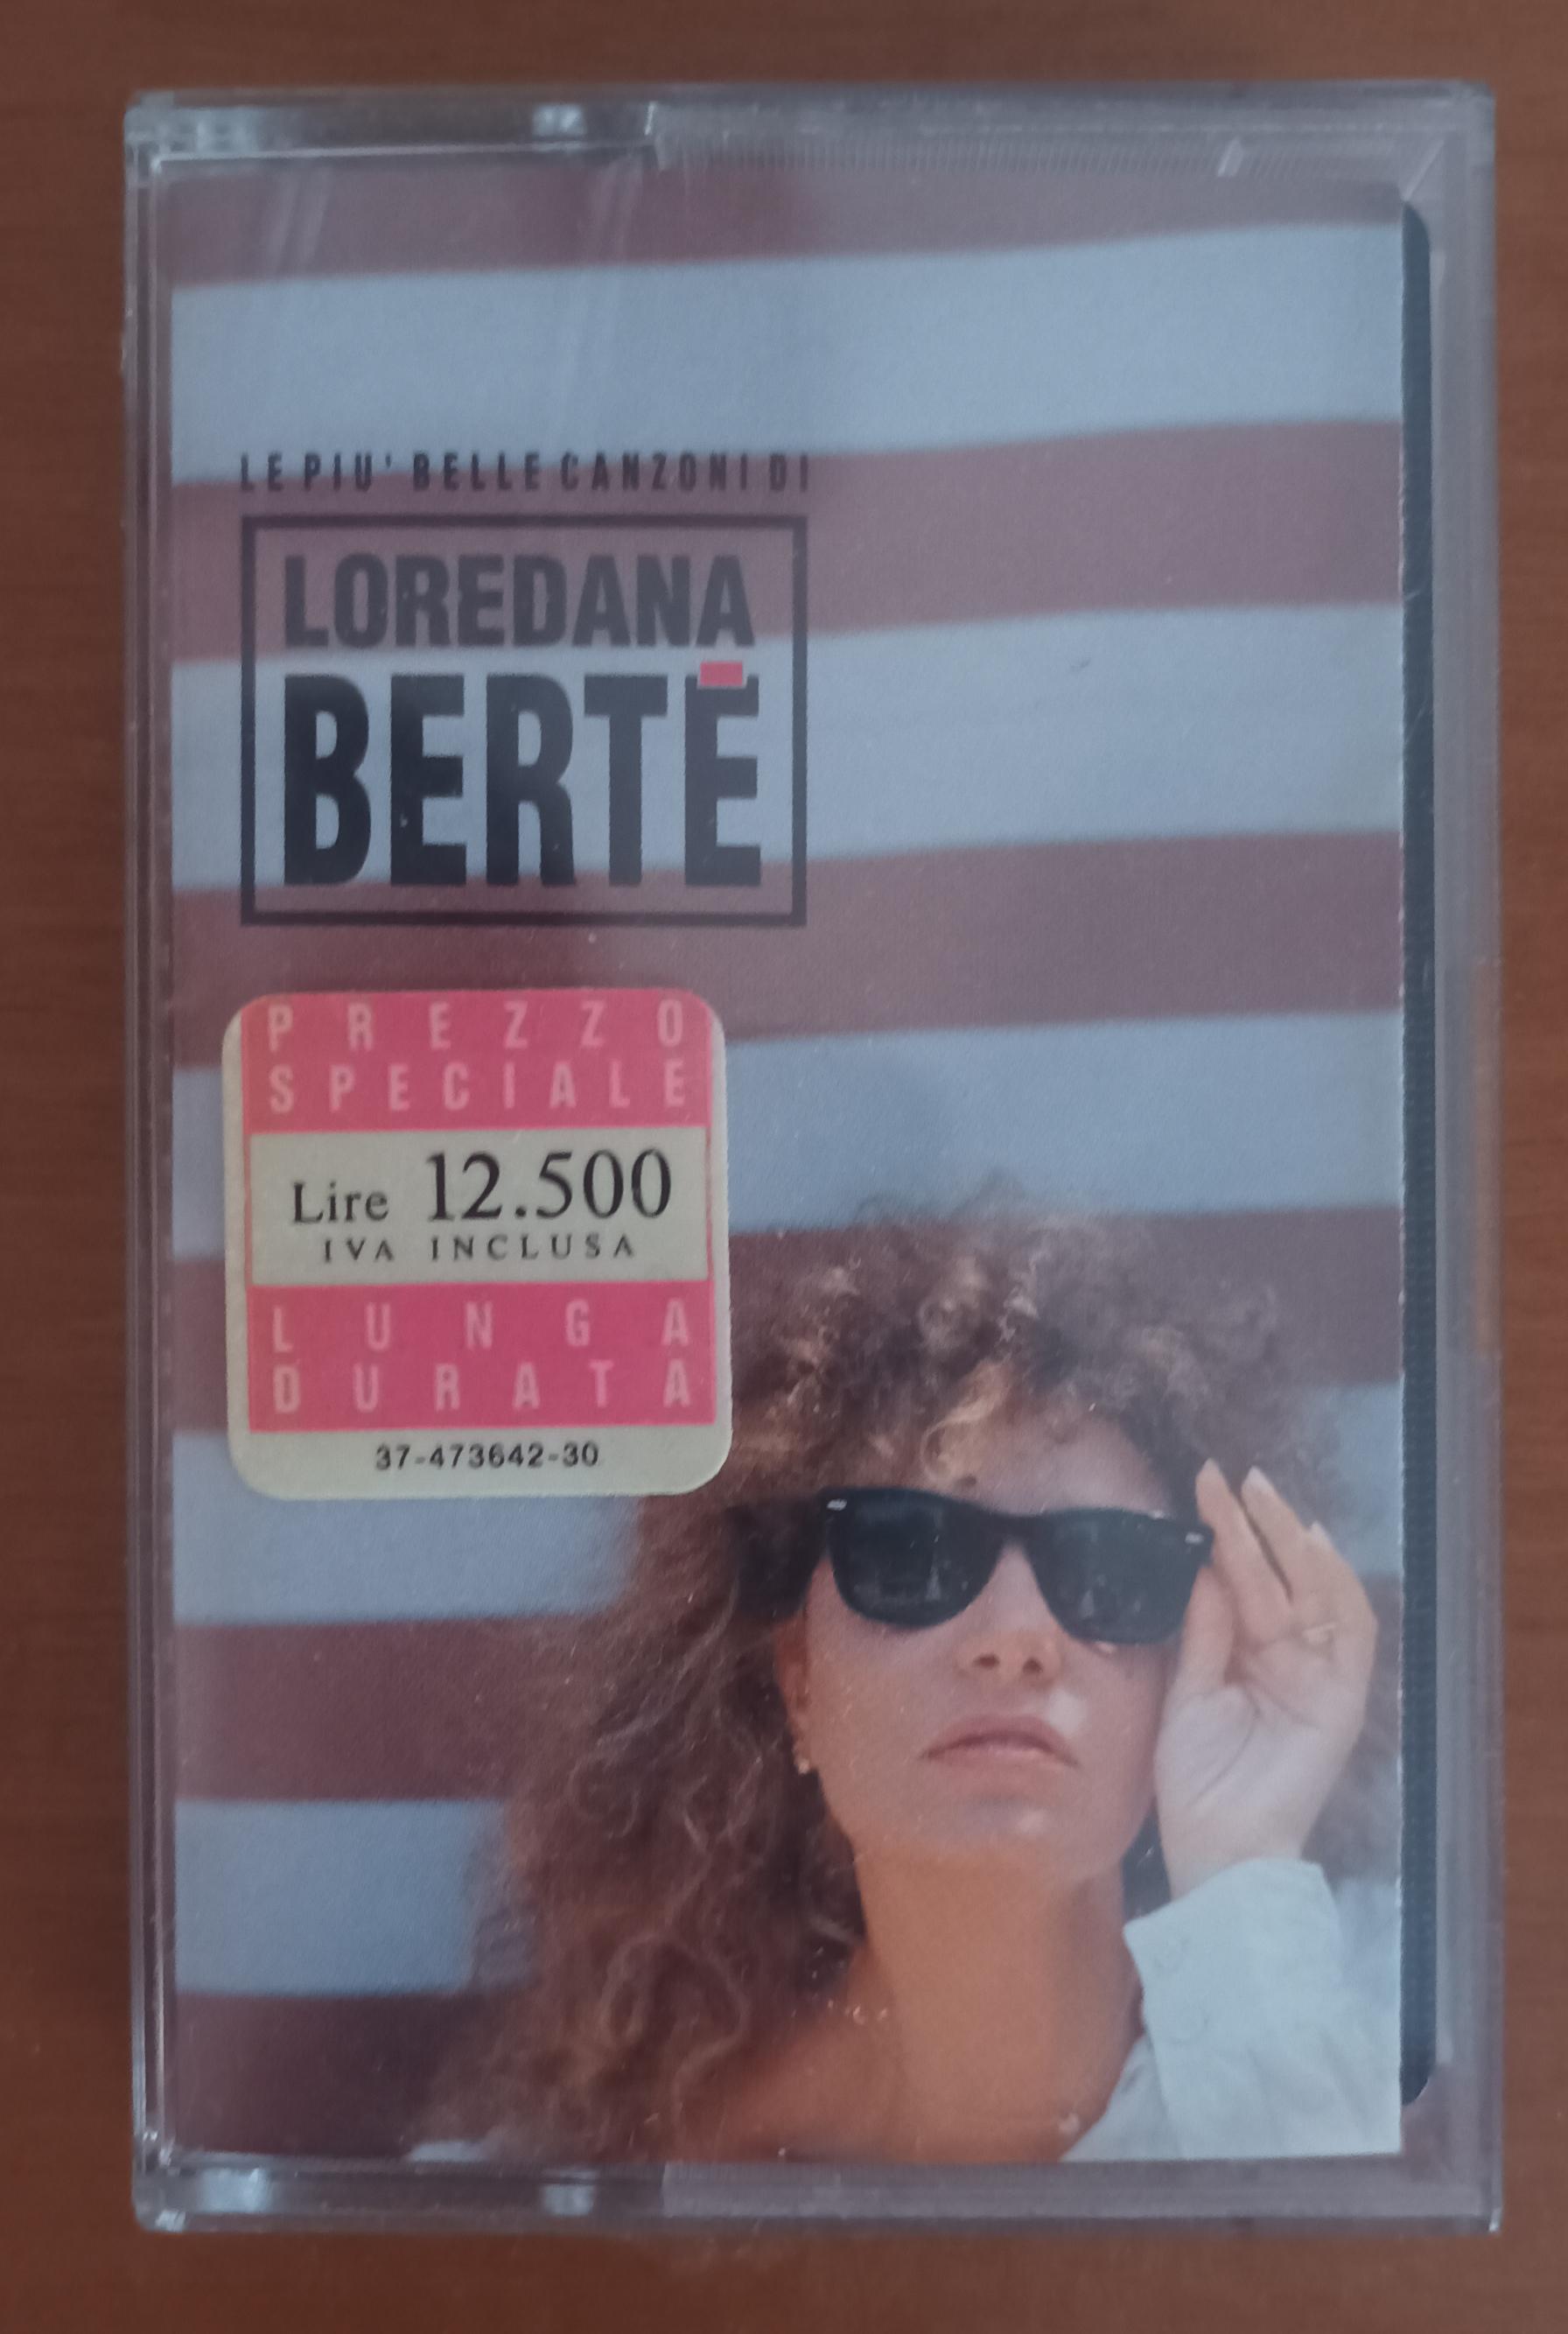 LE PIU' BELLE CANZONI DI
LOREDANA
BERTÉ
PREZZO
SPECIALE
Lire 12.500
IVA INCLUSA
LUNGA
DURATA
37-473642-30